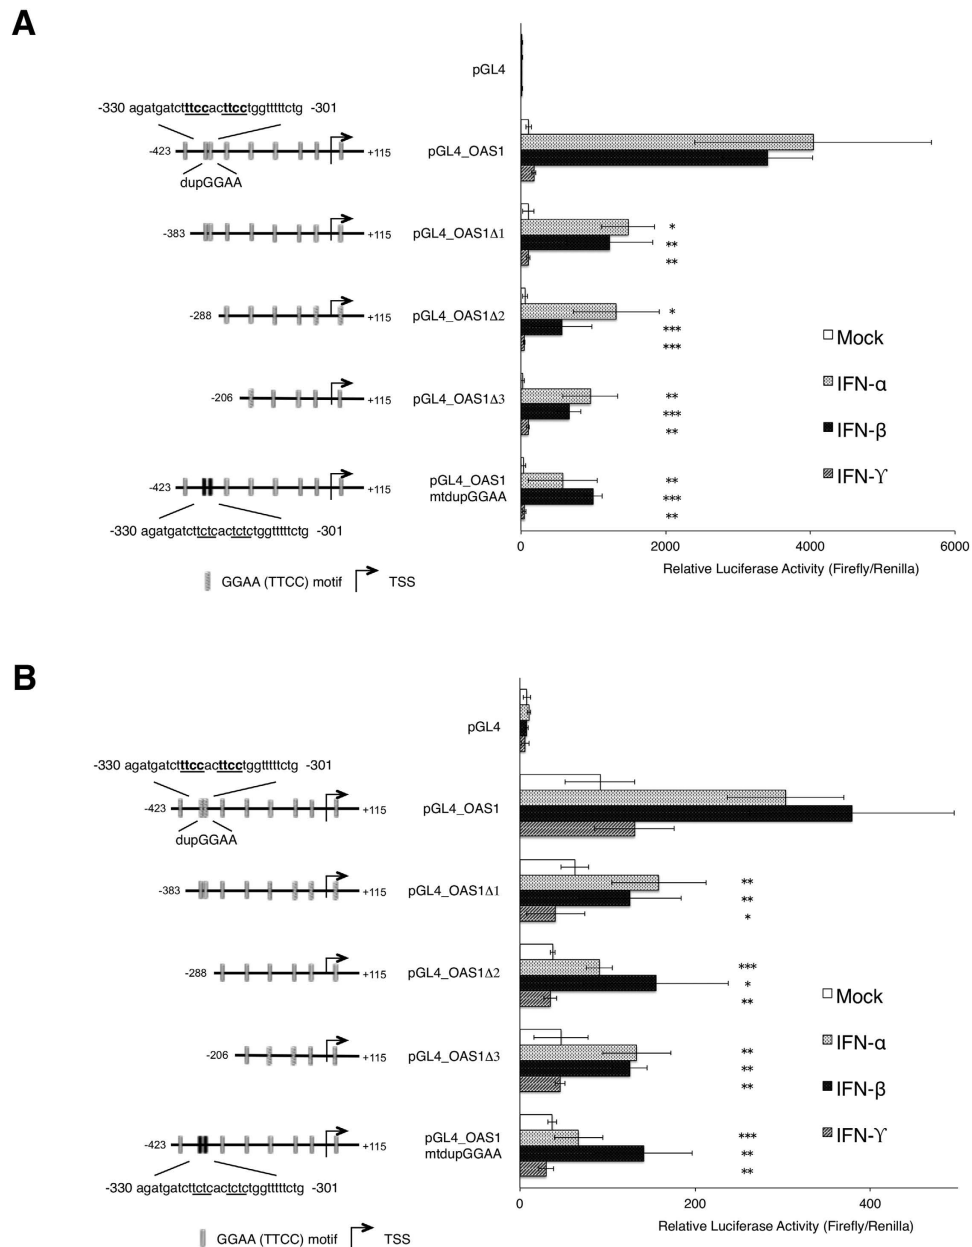 A
pGL4
-330 agatgatctttccacttcctggtttttctg -301
-423 +115 pGL4_OAS1
dupGGAA
-383 +115 pGL4_OAS1Δ1
*
**
**
-288 +115 pGL4_OAS1Δ2
*
***
***
-206 +115 pGL4_OAS1Δ3
**
***
**
-423 +115 pGL4_OAS1
mtdupGGAA
**
***
**
-330 agatgatcttctcactctctggtttttctg -301
Mock
IFN-α
IFN-β
IFN-ϒ
0 2000 4000 6000
Relative Luciferase Activity (Firefly/Renilla)
GGAA (TTCC) motif TSS
B
pGL4
-330 agatgatctttccacttcctggtttttctg -301
-423 +115 pGL4_OAS1
dupGGAA
-383 +115 pGL4_OAS1Δ1
**
**
*
-288 +115 pGL4_OAS1Δ2
***
*
**
-206 +115 pGL4_OAS1Δ3
**
**
**
-423 +115 pGL4_OAS1
mtdupGGAA
***
**
**
-330 agatgatcttctcactctctggtttttctg -301
Mock
IFN-α
IFN-β
IFN-ϒ
0 200 400
Relative Luciferase Activity (Firefly/Renilla)
GGAA (TTCC) motif TSS